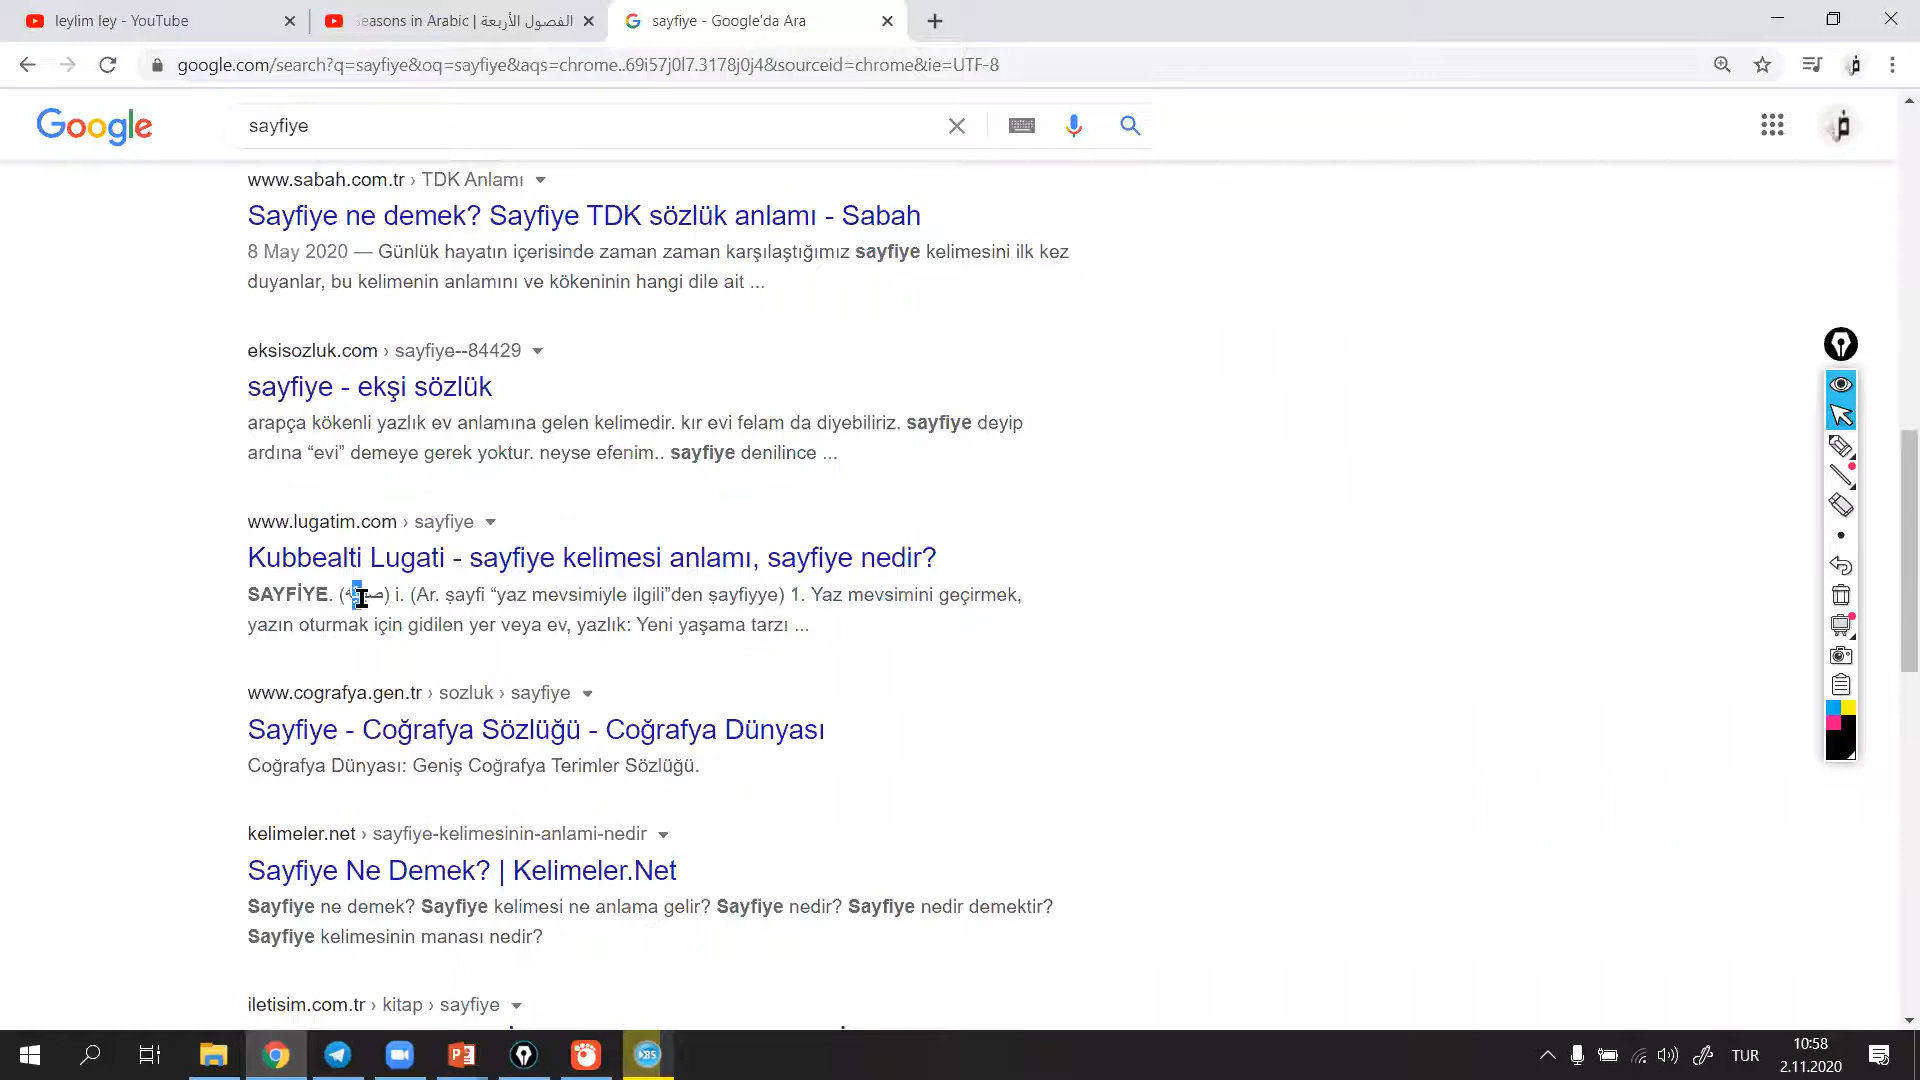 leylim ley - YouTube
easons in Arabic | الفصول الأربعة
sayfiye - Google'da Ara
google.com/search?q=sayfiye&oq=sayfiye&aqs=chrome..69i57j0l7.3178j0j4&sourceid=chrome&ie=UTF-8
Google
sayfiye
www.sabah.com.tr › TDK Anlamı
Sayfiye ne demek? Sayfiye TDK sözlük anlamı - Sabah
8 May 2020 — Günlük hayatın içerisinde zaman zaman karşılaştığımız sayfiye kelimesini ilk kez
duyanlar, bu kelimenin anlamını ve kökeninin hangi dile ait ...
eksisozluk.com › sayfiye--84429
sayfiye - ekşi sözlük
arapça kökenli yazlık ev anlamına gelen kelimedir. kır evi felam da diyebiliriz. sayfiye deyip
ardına “evi” demeye gerek yoktur. neyse efenim.. sayfiye denilince ...
www.lugatim.com › sayfiye
Kubbealti Lugati - sayfiye kelimesi anlamı, sayfiye nedir?
SAYFİYE. () i. (Ar. ṣayfі “yaz mevsimiyle ilgili”den ṣayfiyye) 1. Yaz mevsimini geçirmek,
yazın oturmak için gidilen yer veya ev, yazlık: Yeni yaşama tarzı ...
www.cografya.gen.tr › sozluk › sayfiye
Sayfiye - Coğrafya Sözlüğü - Coğrafya Dünyası
Coğrafya Dünyası: Geniş Coğrafya Terimler Sözlüğü.
kelimeler.net › sayfiye-kelimesinin-anlami-nedir
Sayfiye Ne Demek? | Kelimeler.Net
Sayfiye ne demek? Sayfiye kelimesi ne anlama gelir? Sayfiye nedir? Sayfiye nedir demektir?
Sayfiye kelimesinin manası nedir?
iletisim.com.tr › kitap › sayfiye
TUR
10:58
2.11.2020